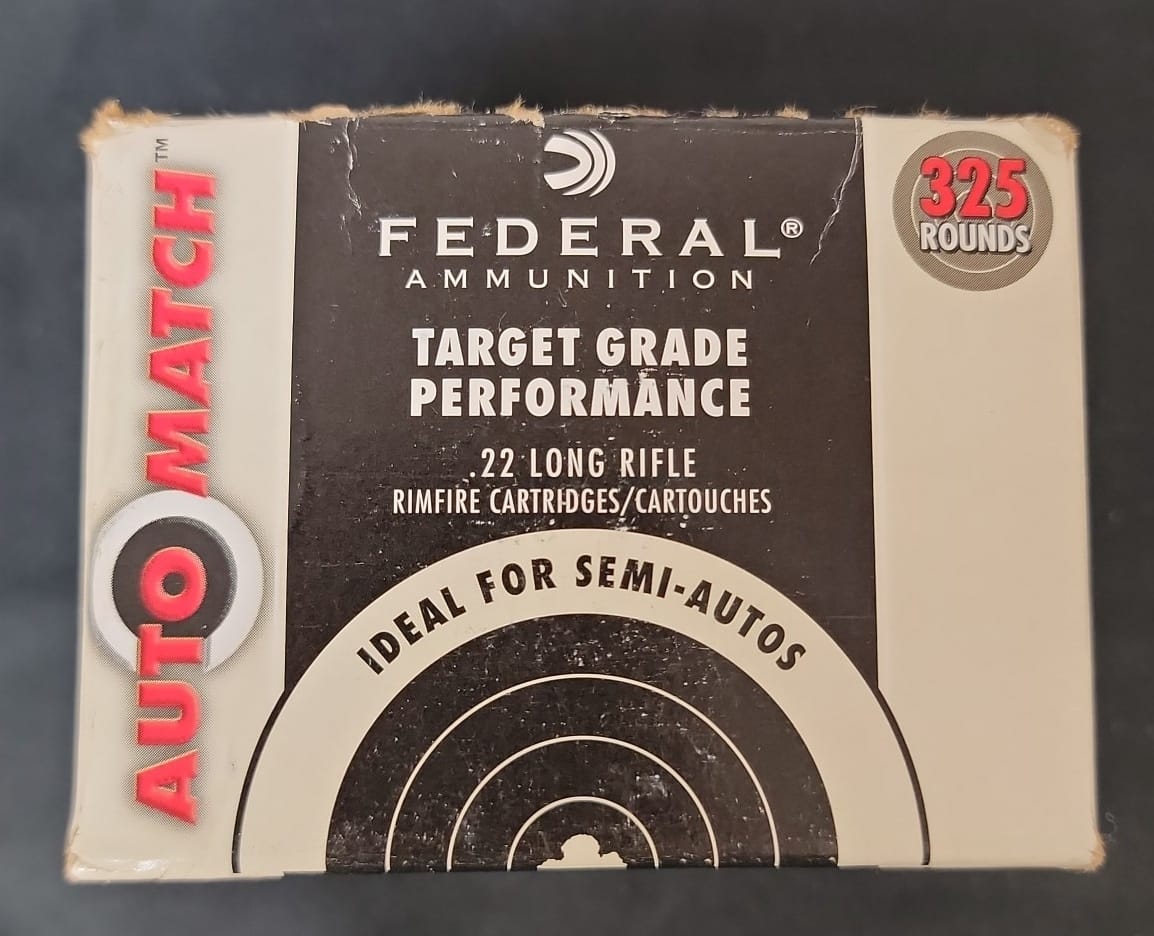 AUTO MATCH™
FEDERAL®
AMMUNITION
TARGET GRADE
PERFORMANCE
.22 LONG RIFLE
RIMFIRE CARTRIDGES/CARTOUCHES
IDEAL FOR SEMI-AUTOS
325
ROUNDS